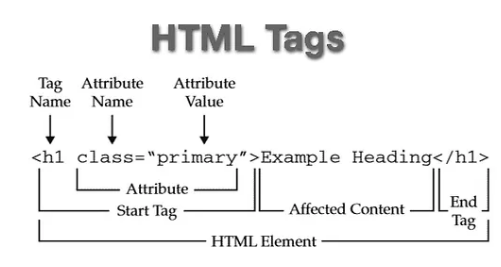 HTML Tags
Tag Name
Attribute Name
Attribute Value
<h1 class=“primary”>Example Heading</h1>
Attribute
Start Tag
Affected Content
End Tag
HTML Element